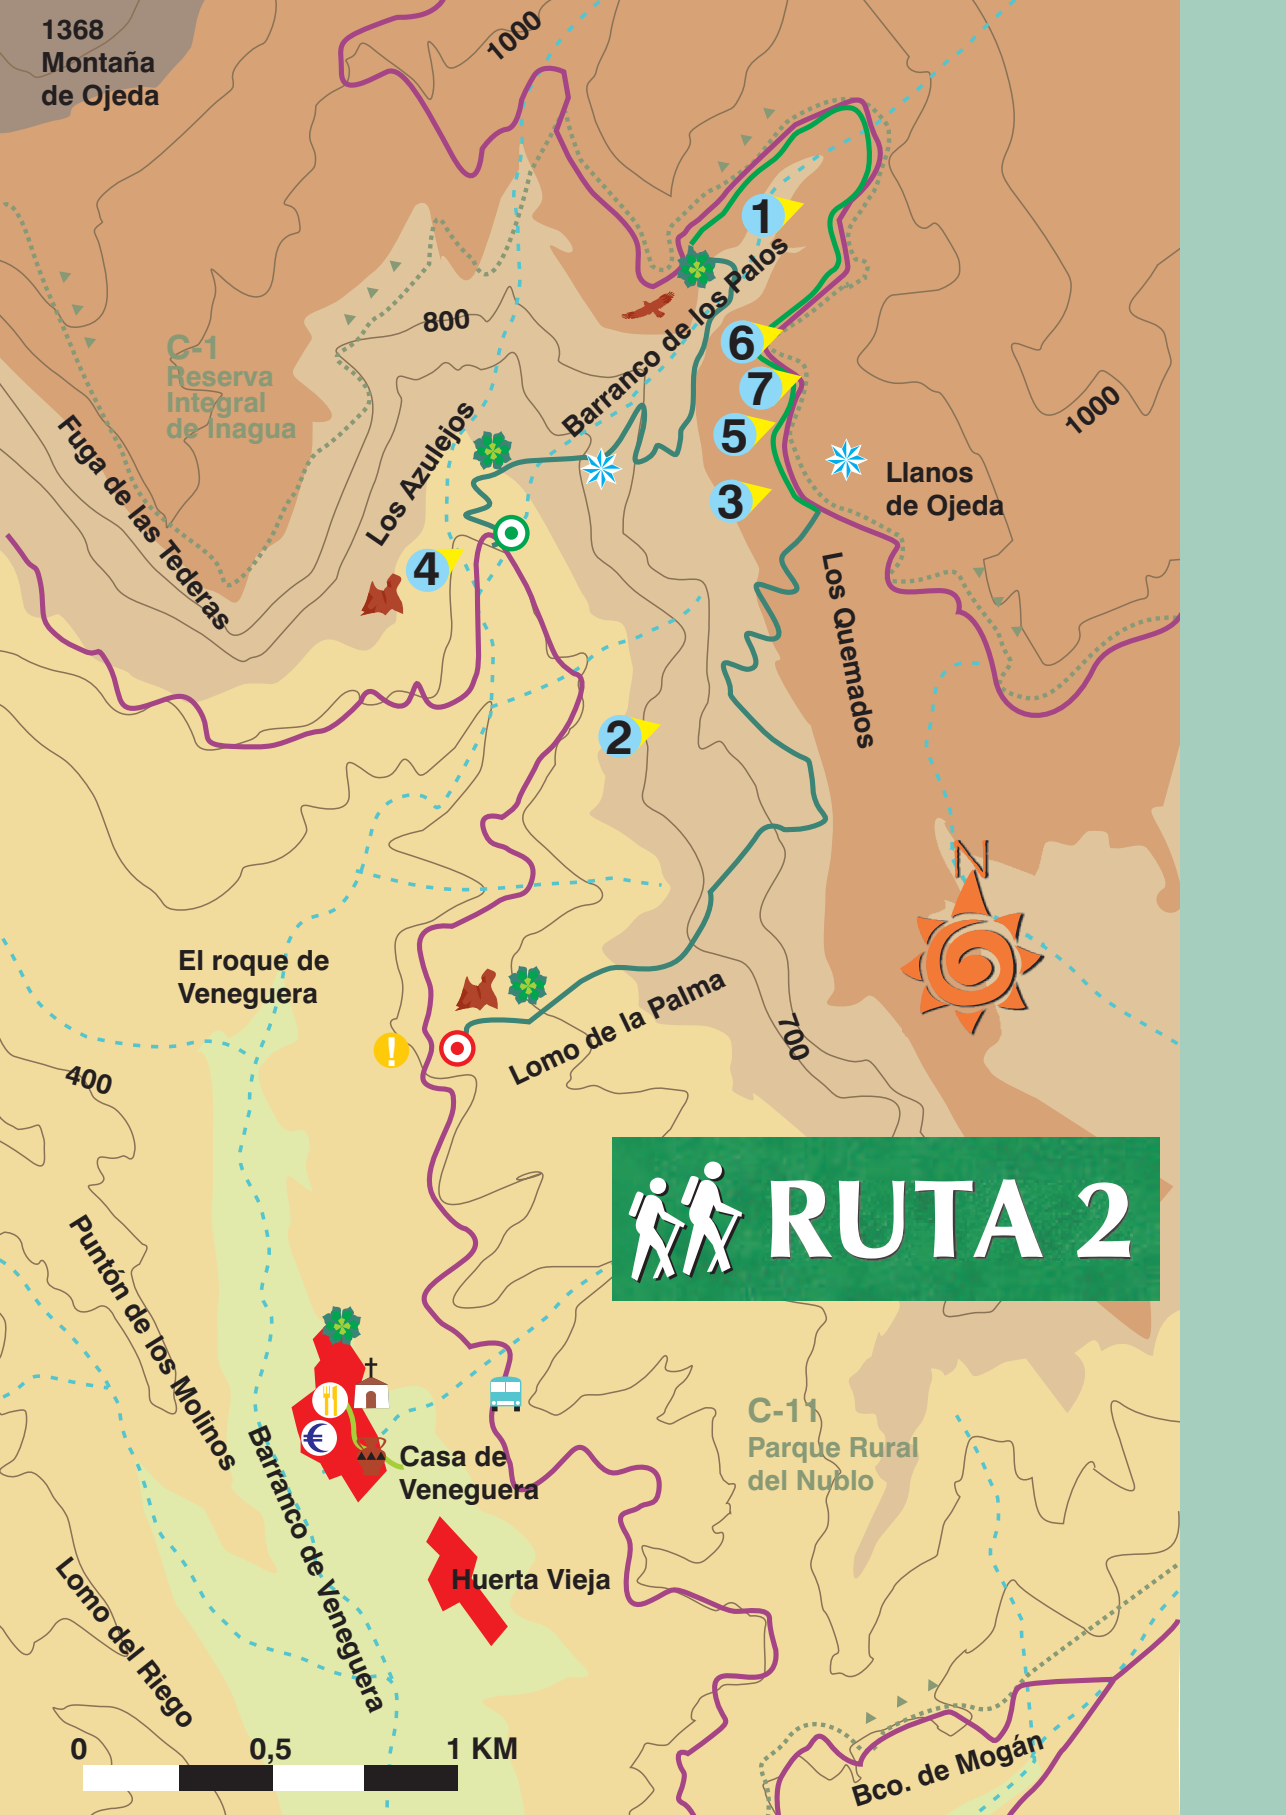 1368
Montaña
de Ojeda
1000
1
Barranco de los Palos
800
C-1
Reserva
Integral
de Inagua
6
7
5
3
1000
Fuga de las Tederas
Los Azulejos
4
Llanos
de Ojeda
Los Quemados
2
N
El roque de
Veneguera
Lomo de la Palma
700
!
400
RUTA 2
Puntón de los Molinos
Barranco de Veneguera
€
Casa de
Veneguera
C-11
Parque Rural
del Nublo
Huerta Vieja
Lomo del Riego
Bco. de Mogán
0 0,5 1 KM